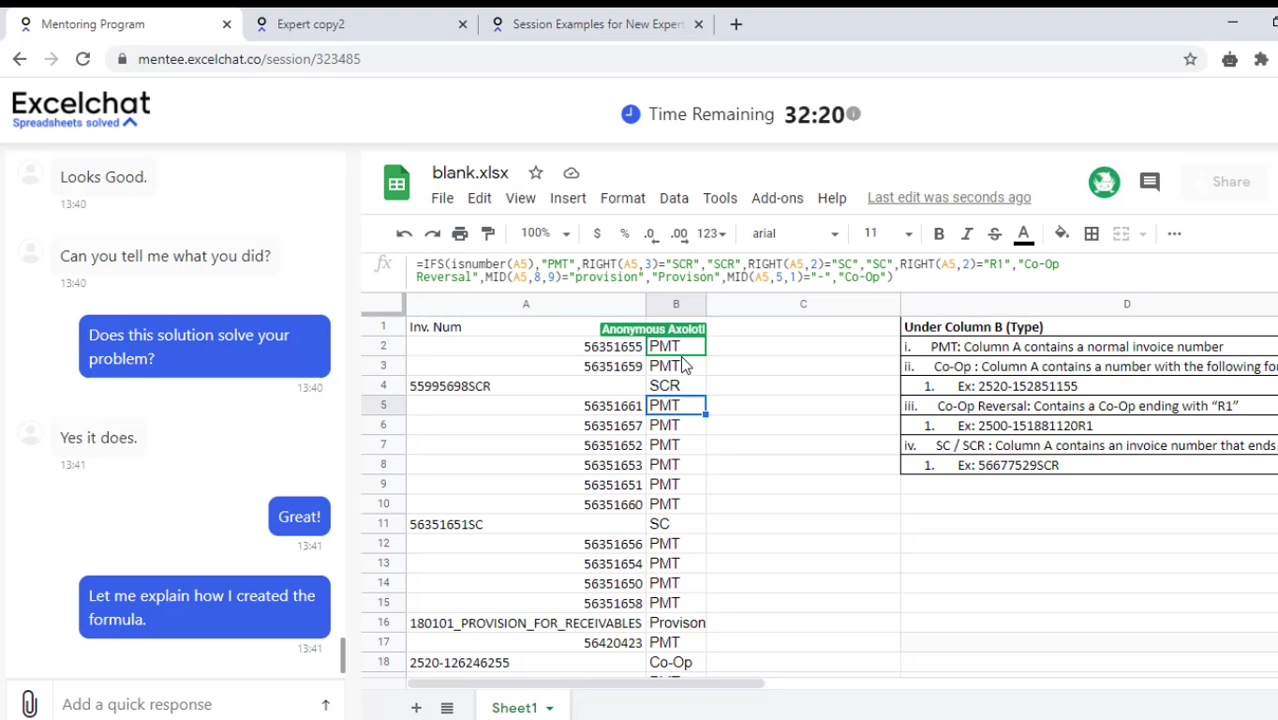 Mentoring Program
Expert copy2
Session Examples for New Expert
mentee.excelchat.co/session/323485
Excelchat
Spreadsheets solved
Time Remaining 32:20
Looks Good.
13:40
Can you tell me what you did?
13:40
Does this solution solve your
problem?
13:40
Yes it does.
13:41
Great!
13:41
Let me explain how I created the
formula.
13:41
Add a quick response
blank.xlsx
File Edit View Insert Format Data Tools Add-ons Help Last edit was seconds ago
Share
100% $ % .0 .00 123 arial 11 B I S A
fx =IFS(isnumber(A5),"PMT",RIGHT(A5,3)="SCR","SCR",RIGHT(A5,2)="SC","SC",RIGHT(A5,2)="R1","Co-Op
Reversal",MID(A5,8,9)="provision","Provison",MID(A5,5,1)="-","Co-Op")
A B C D
1 Inv. Num Anonymous Axolotl Under Column B (Type)
2 56351655 PMT i. PMT: Column A contains a normal invoice number
3 56351659 PMT ii. Co-Op : Column A contains a number with the following fo
4 55995698SCR SCR 1. Ex: 2520-152851155
5 56351661 PMT iii. Co-Op Reversal: Contains a Co-Op ending with “R1”
6 56351657 PMT 1. Ex: 2500-151881120R1
7 56351652 PMT iv. SC / SCR : Column A contains an invoice number that ends
8 56351653 PMT 1. Ex: 56677529SCR
9 56351651 PMT
10 56351660 PMT
11 56351651SC SC
12 56351656 PMT
13 56351654 PMT
14 56351650 PMT
15 56351658 PMT
16 180101_PROVISION_FOR_RECEIVABLES Provison
17 56420423 PMT
18 2520-126246255 Co-Op
Sheet1